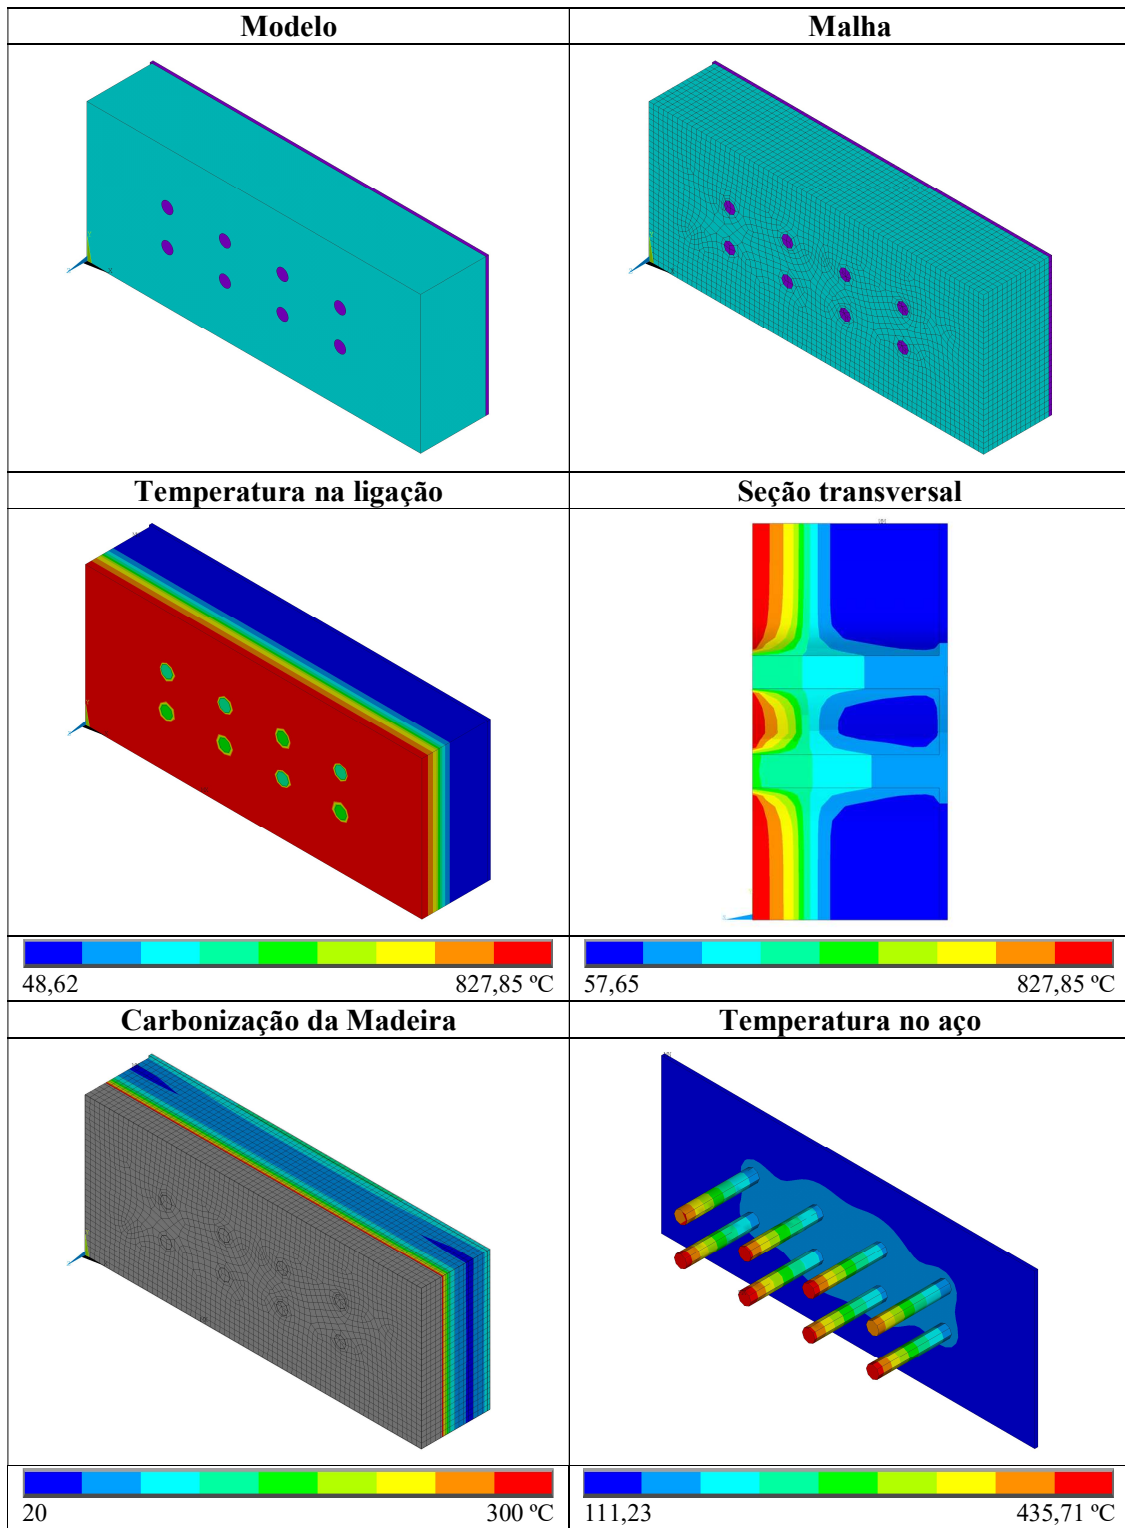 Modelo
Malha
Temperatura na ligação
Seção transversal
48,62
827,85 ºC
57,65
827,85 ºC
Carbonização da Madeira
Temperatura no aço
20
300 ºC
111,23
435,71 ºC